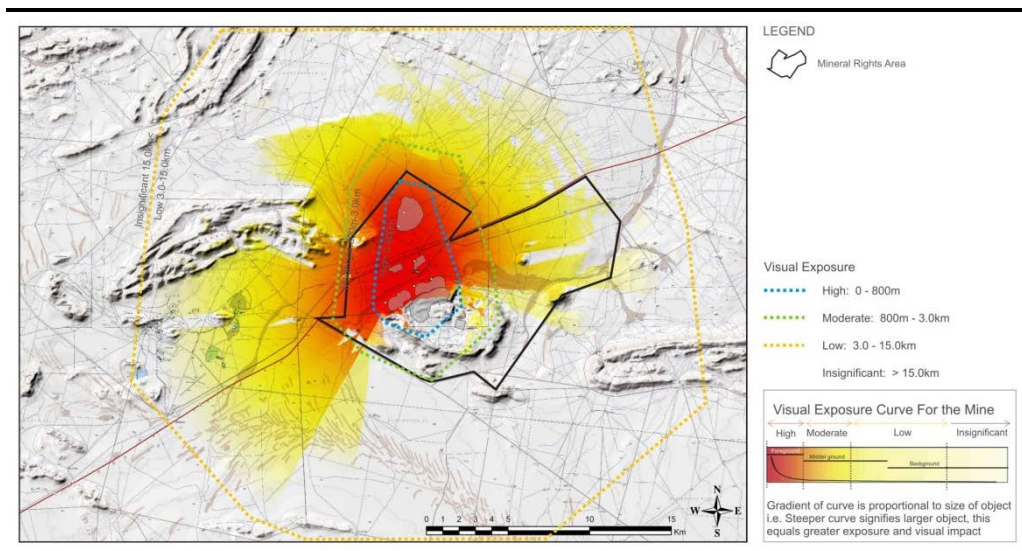 LEGEND
Mineral Rights Area
Insignificant 15.0km<
Low 3.0-15.0km
Visual Exposure
High: 0 - 800m
Moderate: 800m - 3.0km
Low: 3.0 - 15.0km
Insignificant: > 15.0km
Visual Exposure Curve For the Mine
High Moderate Low Insignificant
Foreground
Middel ground
Background
Gradient of curve is proportional to size of object
i.e. Steeper curve signifies larger object, this
equals greater exposure and visual impact
N
W E
S
0 1 2 3 4 5 10 15
Km